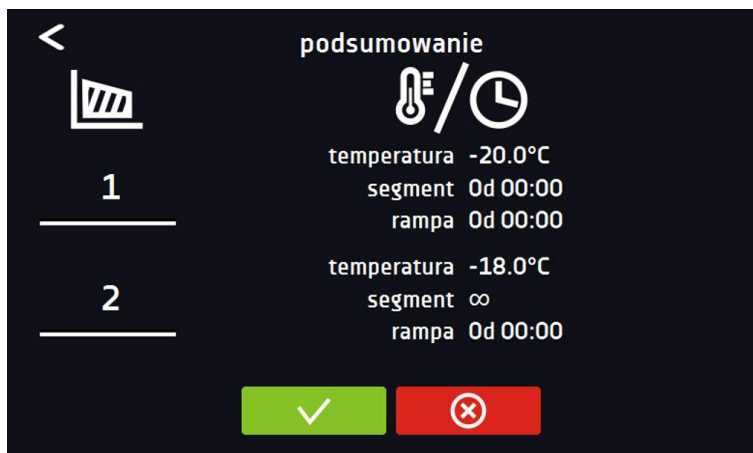 podsumowanie
1
temperatura -20.0°C
segment 0d 00:00
rampa 0d 00:00
2
temperatura -18.0°C
segment ∞
rampa 0d 00:00